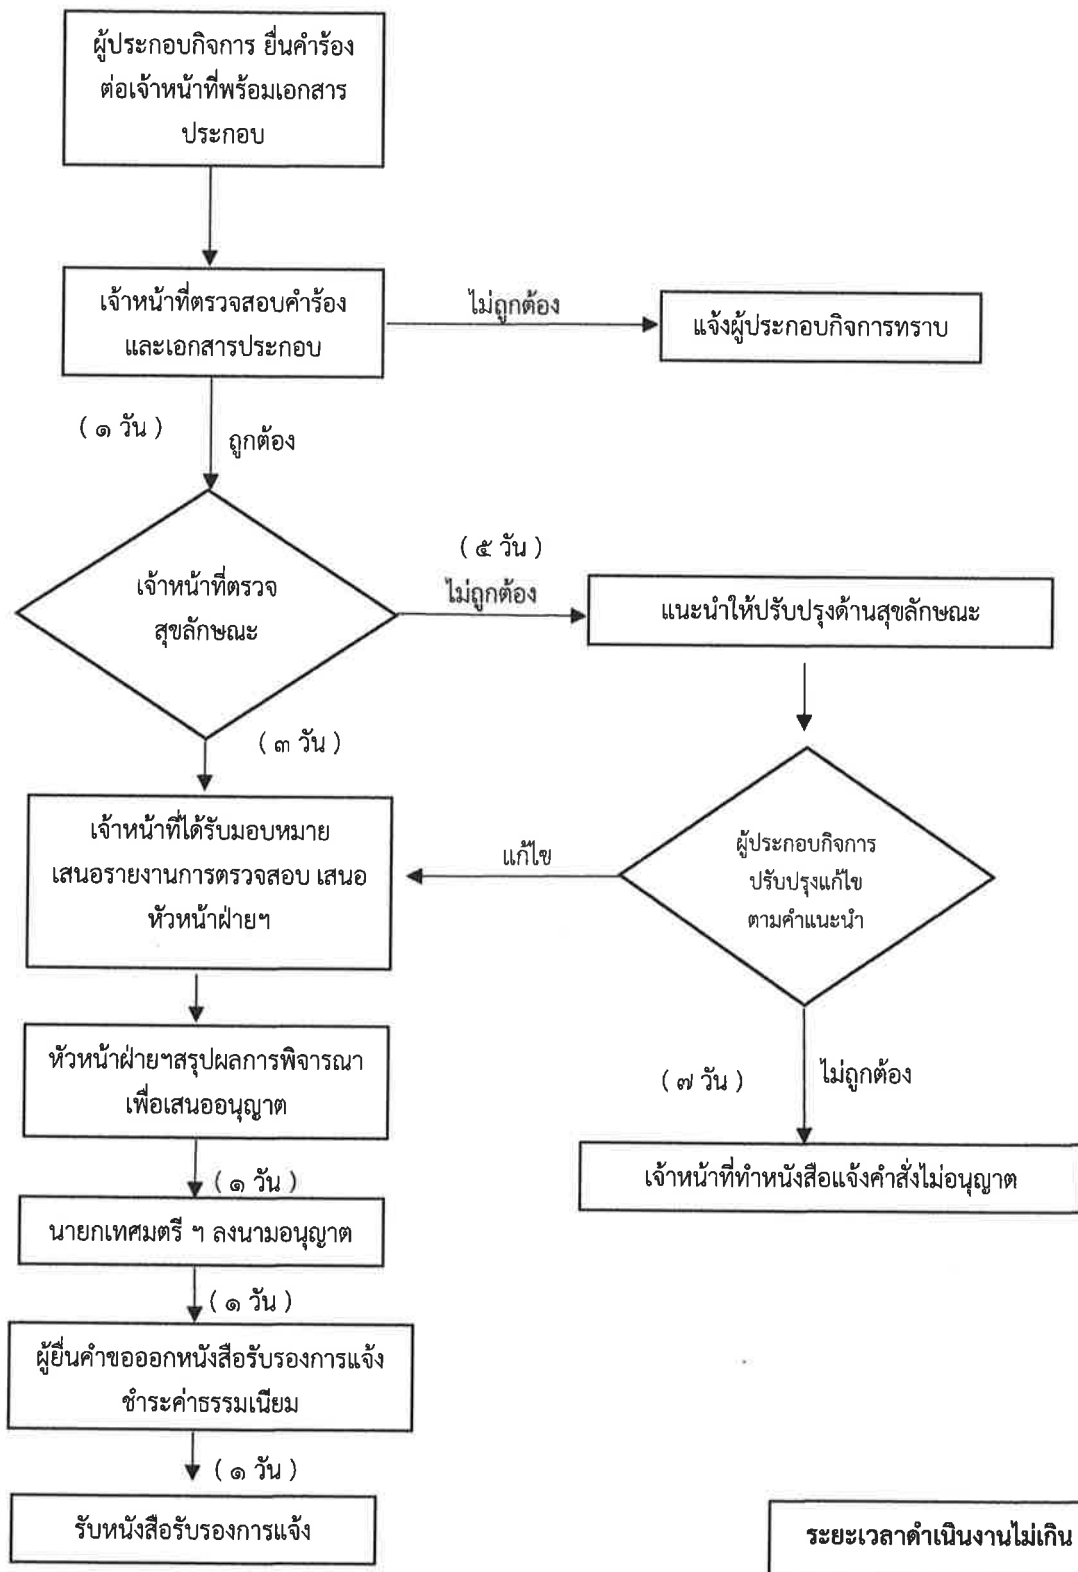 ผู้ประกอบกิจการ ยื่นคำร้อง
ต่อเจ้าหน้าที่พร้อมเอกสาร
ประกอบ
เจ้าหน้าที่ตรวจสอบคำร้อง
และเอกสารประกอบ
ไม่ถูกต้อง
แจ้งผู้ประกอบกิจการทราบ
( ๑ วัน )
ถูกต้อง
เจ้าหน้าที่ตรวจ
สุขลักษณะ
( ๕ วัน )
ไม่ถูกต้อง
แนะนำให้ปรับปรุงด้านสุขลักษณะ
( ๓ วัน )
เจ้าหน้าที่ได้รับมอบหมาย
เสนอรายงานการตรวจสอบ เสนอ
หัวหน้าฝ่ายฯ
แก้ไข
ผู้ประกอบกิจการ
ปรับปรุงแก้ไข
ตามคำแนะนำ
หัวหน้าฝ่ายฯสรุปผลการพิจารณา
เพื่อเสนออนุญาต
( ๗ วัน )
ไม่ถูกต้อง
เจ้าหน้าที่ทำหนังสือแจ้งคำสั่งไม่อนุญาต
( ๑ วัน )
นายกเทศมตรี ฯ ลงนามอนุญาต
( ๑ วัน )
ผู้ยื่นคำขอออกหนังสือรับรองการแจ้ง
ชำระค่าธรรมเนียม
( ๑ วัน )
รับหนังสือรับรองการแจ้ง
ระยะเวลาดำเนินงานไม่เกิน